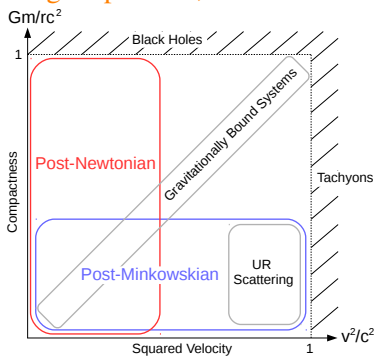 Gm/rc²
Black Holes
1
Gravitationally Bound Systems
Post-Newtonian
Compactness
Tachyons
Post-Minkowskian
UR
Scattering
Squared Velocity
1
v²/c²